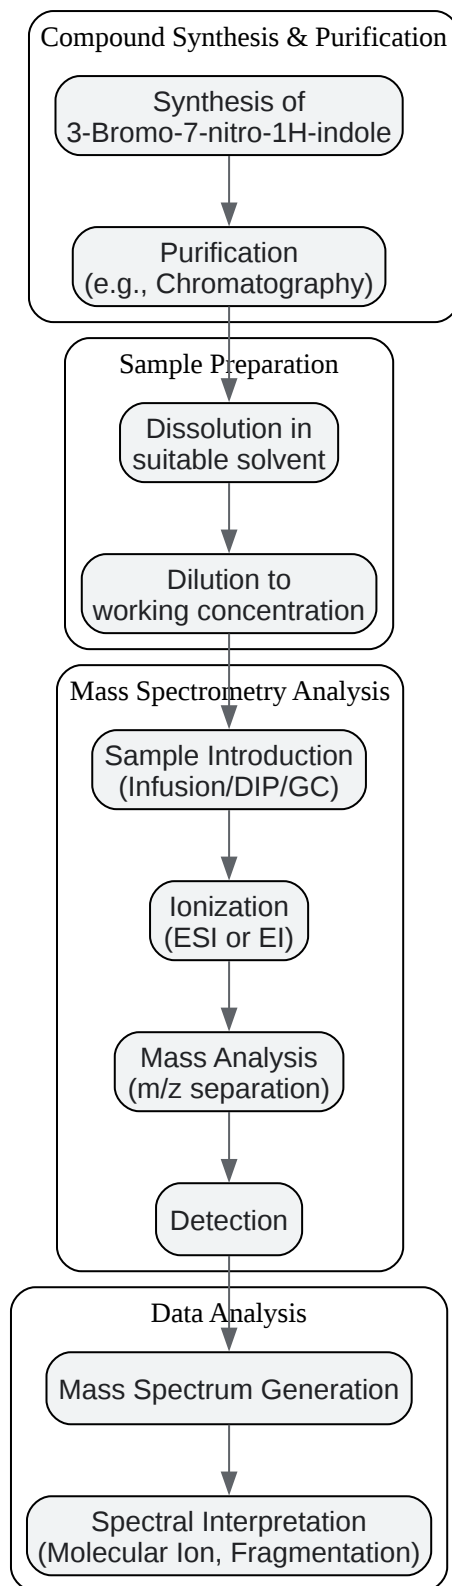 Compound Synthesis & Purification
Synthesis of
3-Bromo-7-nitro-1H-indole
Purification
(e.g., Chromatography)
Sample Preparation
Dissolution in
suitable solvent
Dilution to
working concentration
Mass Spectrometry Analysis
Sample Introduction
(Infusion/DIP/GC)
Ionization
(ESI or EI)
Mass Analysis
(m/z separation)
Detection
Data Analysis
Mass Spectrum Generation
Spectral Interpretation
(Molecular Ion, Fragmentation)